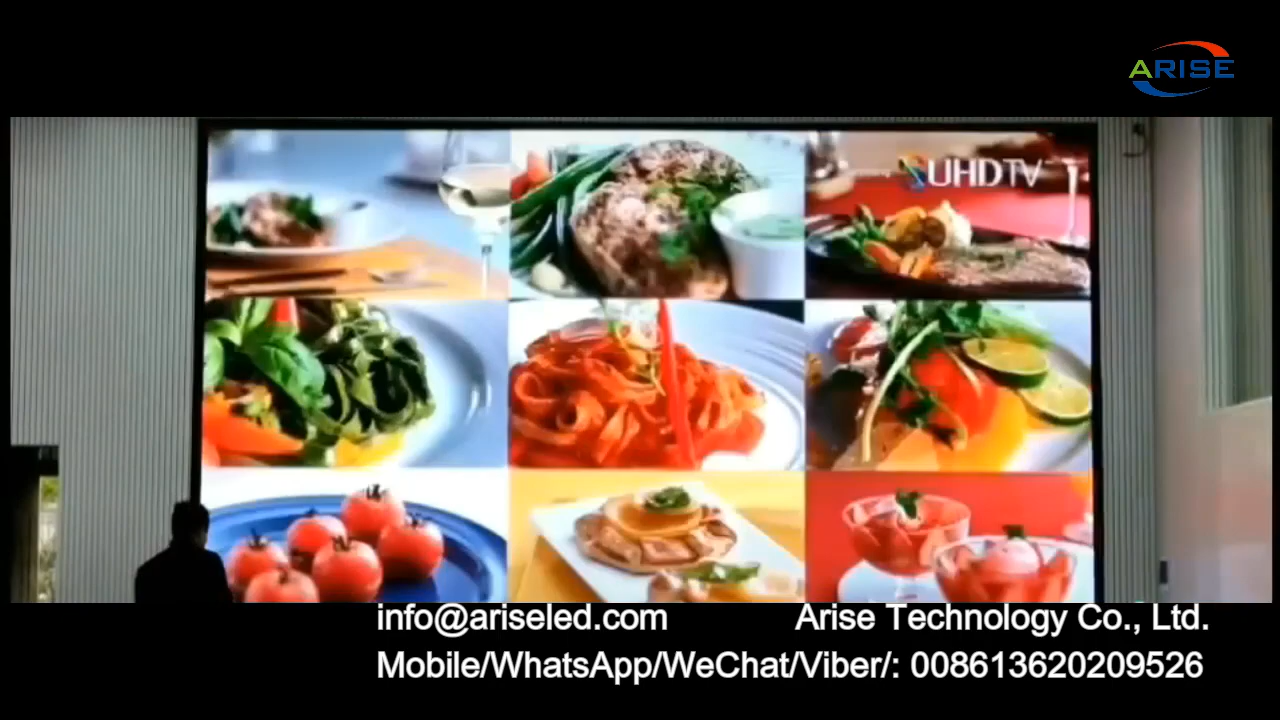 ARISE
UHDTV
info@ariseled.com Arise Technology Co., Ltd.
Mobile/WhatsApp/WeChat/Viber/: 008613620209526